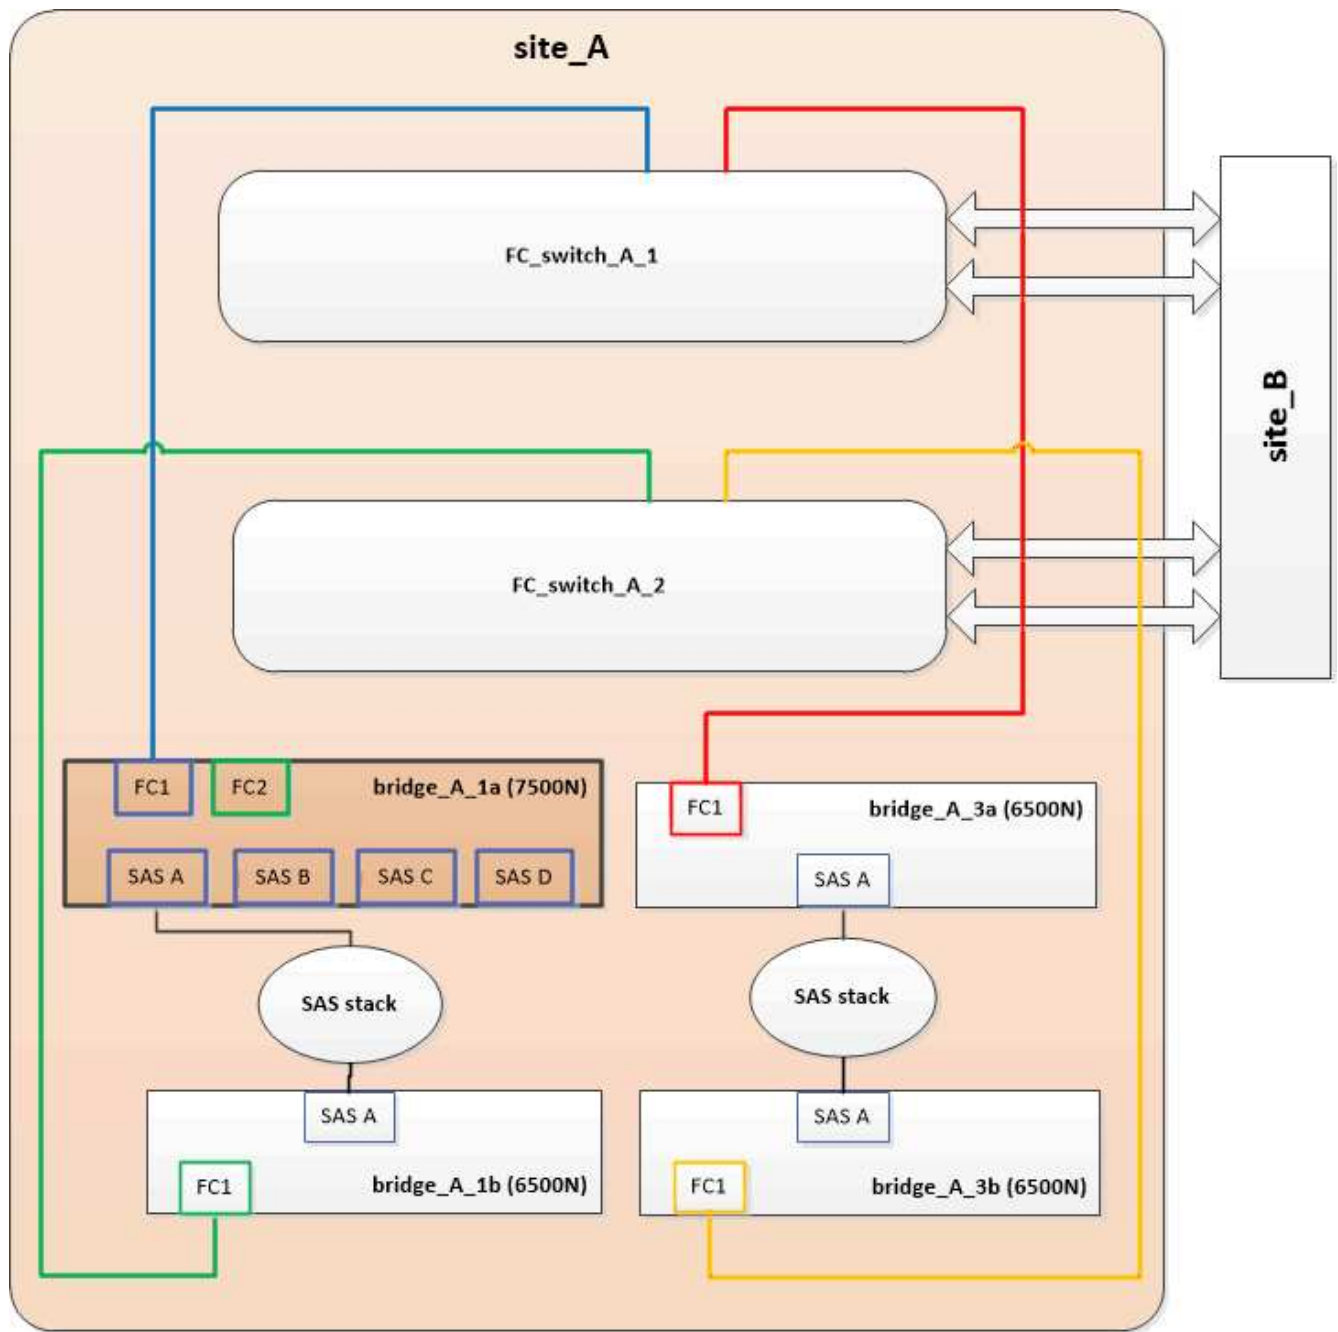 site_A
FC_switch_A_1
site_B
FC_switch_A_2
FC1
FC2
bridge_A_1a (7500N)
SAS A
SAS B
SAS C
SAS D
FC1
bridge_A_3a (6500N)
SAS A
SAS stack
SAS stack
SAS A
FC1
bridge_A_1b (6500N)
SAS A
FC1
bridge_A_3b (6500N)